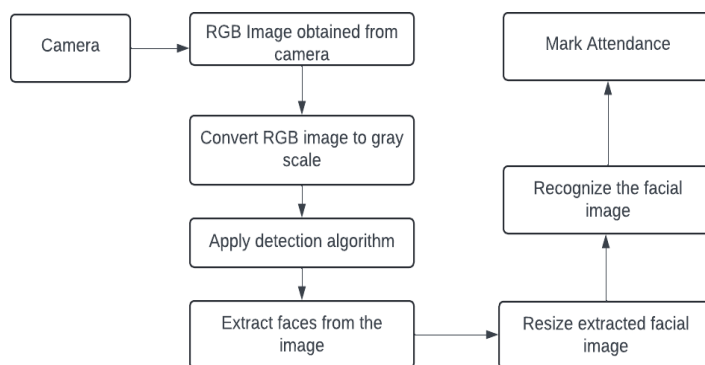 Camera
RGB Image obtained from
camera
Convert RGB image to gray
scale
Apply detection algorithm
Extract faces from the
image
Resize extracted facial
image
Recognize the facial
image
Mark Attendance